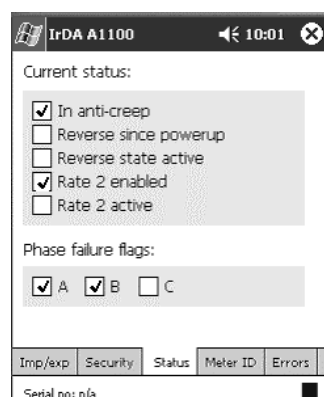 IrDA A1100 10:01
Current status:
In anti-creep
Reverse since powerup
Reverse state active
Rate 2 enabled
Rate 2 active
Phase failure flags:
A B C
Imp/exp Security Status Meter ID Errors
Serial no: n/a